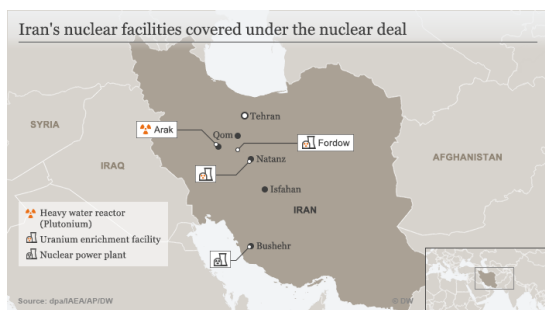 Iran's nuclear facilities covered under the nuclear deal
Tehran
SYRIA
Arak
Qom
Fordow
IRAQ
Natanz
AFGHANISTAN
Isfahan
IRAN
Heavy water reactor
(Plutonium)
Uranium enrichment facility
Nuclear power plant
Bushehr
Source: dpa/IAEA/AP/DW
© DW